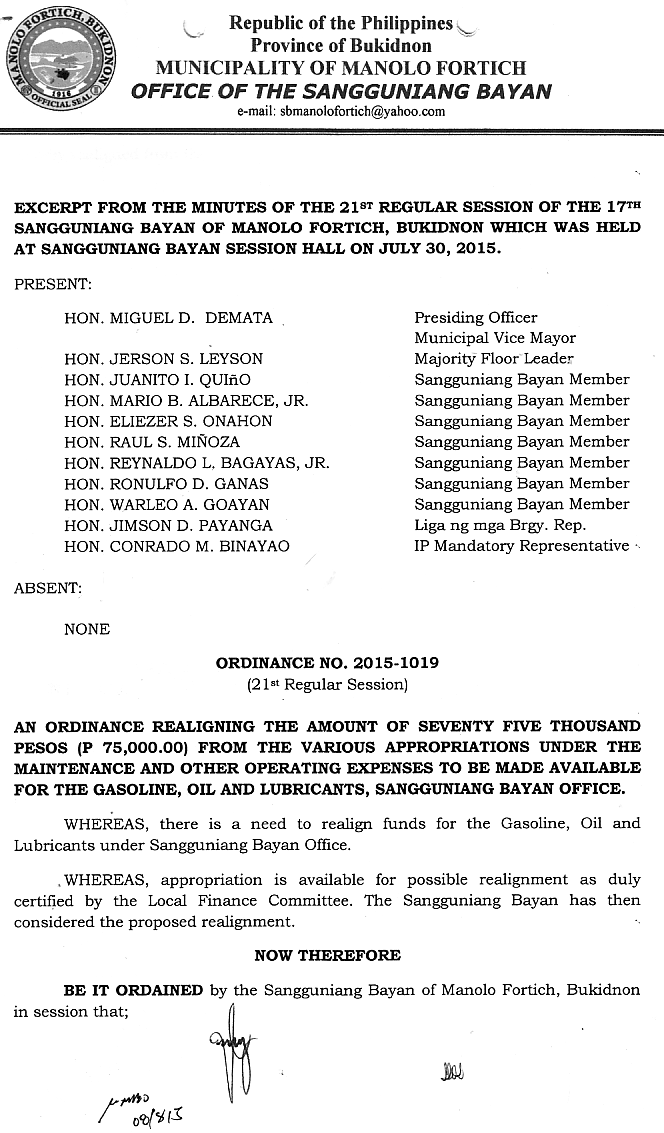 MANOLO FORTICH, BUKIDNON
1916
OFFICIAL SEAL
Republic of the Philippines
Province of Bukidnon
MUNICIPALITY OF MANOLO FORTICH
OFFICE OF THE SANGGUNIANG BAYAN
e-mail: sbmanolofortich@yahoo.com
EXCERPT FROM THE MINUTES OF THE 21ST REGULAR SESSION OF THE 17TH
SANGGUNIANG BAYAN OF MANOLO FORTICH, BUKIDNON WHICH WAS HELD
AT SANGGUNIANG BAYAN SESSION HALL ON JULY 30, 2015.
PRESENT:
HON. MIGUEL D. DEMATA Presiding Officer
Municipal Vice Mayor
HON. JERSON S. LEYSON Majority Floor Leader
HON. JUANITO I. QUIñO Sangguniang Bayan Member
HON. MARIO B. ALBARECE, JR. Sangguniang Bayan Member
HON. ELIEZER S. ONAHON Sangguniang Bayan Member
HON. RAUL S. MIÑOZA Sangguniang Bayan Member
HON. REYNALDO L. BAGAYAS, JR. Sangguniang Bayan Member
HON. RONULFO D. GANAS Sangguniang Bayan Member
HON. WARLEO A. GOAYAN Sangguniang Bayan Member
HON. JIMSON D. PAYANGA Liga ng mga Brgy. Rep.
HON. CONRADO M. BINAYAO IP Mandatory Representative
ABSENT:
NONE
ORDINANCE NO. 2015-1019
(21st Regular Session)
AN ORDINANCE REALIGNING THE AMOUNT OF SEVENTY FIVE THOUSAND
PESOS (P 75,000.00) FROM THE VARIOUS APPROPRIATIONS UNDER THE
MAINTENANCE AND OTHER OPERATING EXPENSES TO BE MADE AVAILABLE
FOR THE GASOLINE, OIL AND LUBRICANTS, SANGGUNIANG BAYAN OFFICE.
WHEREAS, there is a need to realign funds for the Gasoline, Oil and
Lubricants under Sangguniang Bayan Office.
WHEREAS, appropriation is available for possible realignment as duly
certified by the Local Finance Committee. The Sangguniang Bayan has then
considered the proposed realignment.
NOW THEREFORE
BE IT ORDAINED by the Sangguniang Bayan of Manolo Fortich, Bukidnon
in session that;